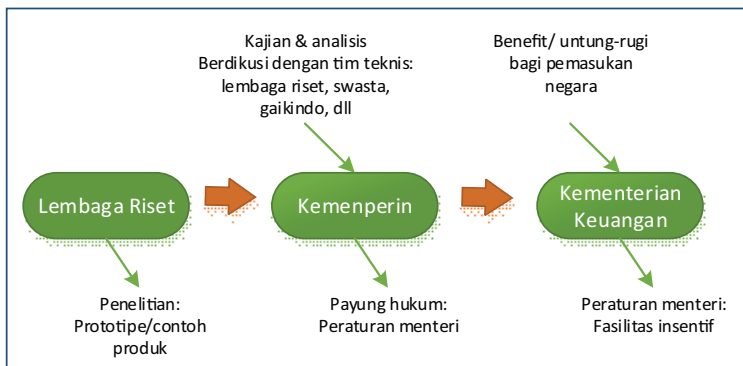 Kajian & analisis
Berdikusi dengan tim teknis:
lembaga riset, swasta,
gaikindo, dll
Benefit/ untung-rugi
bagi pemasukan
negara
Lembaga Riset
Kemenperin
Kementerian
Keuangan
Penelitian:
Prototipe/contoh
produk
Payung hukum:
Peraturan menteri
Peraturan menteri:
Fasilitas insentif